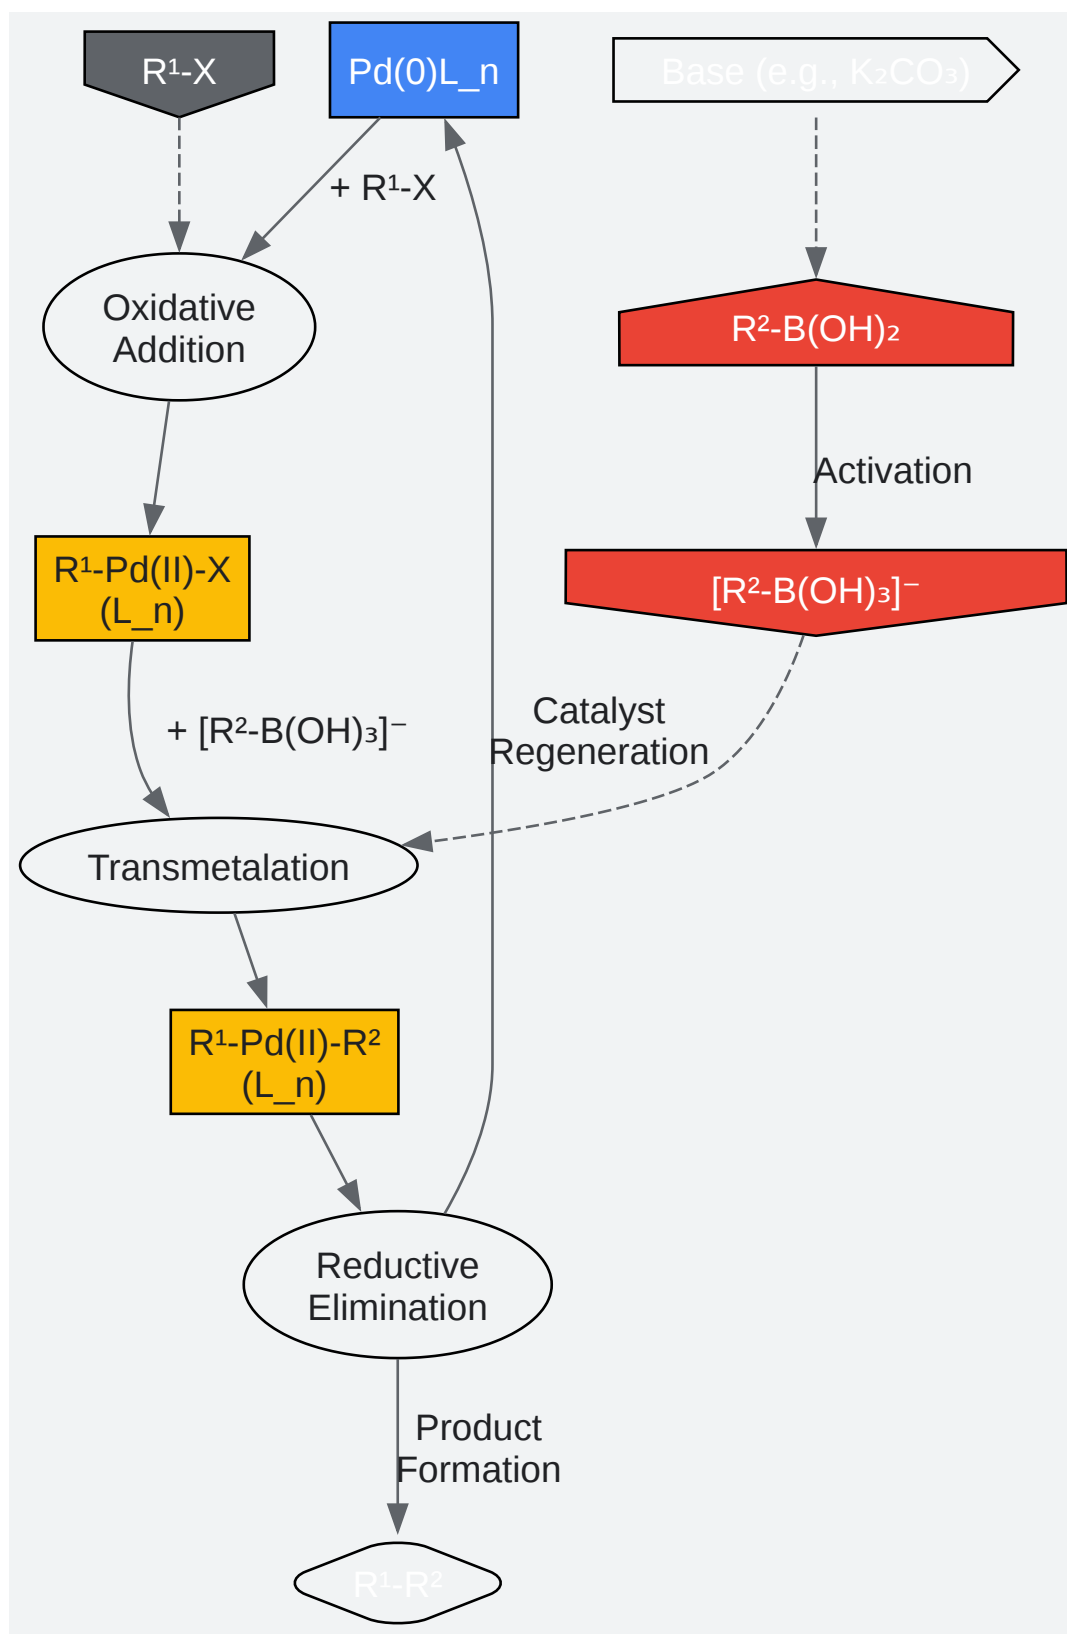 R¹-X
Pd(0)L_n
Base (e.g., K₂CO₃)
+ R¹-X
Oxidative
Addition
R²-B(OH)₂
Activation
R¹-Pd(II)-X
(L_n)
[R²-B(OH)₃]⁻
+ [R²-B(OH)₃]⁻
Catalyst
Regeneration
Transmetalation
R¹-Pd(II)-R²
(L_n)
Reductive
Elimination
Product
Formation
R¹-R²